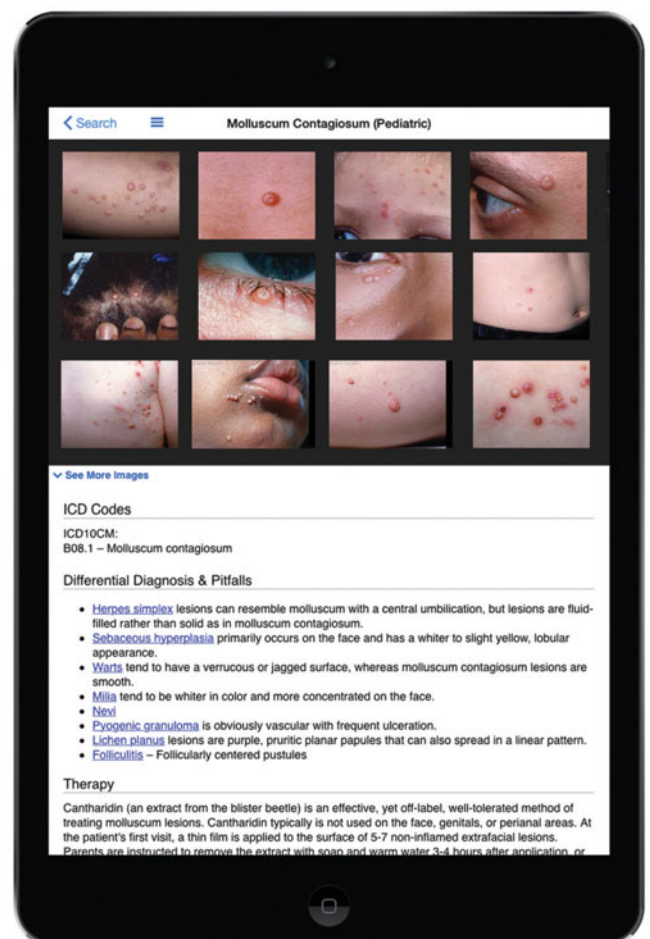 Search
Molluscum Contagiosum (Pediatric)
See More Images
ICD Codes
ICD10CM:
B08.1 – Molluscum contagiosum
Differential Diagnosis & Pitfalls
• Herpes simplex lesions can resemble molluscum with a central umbilication, but lesions are fluid-
filled rather than solid as in molluscum contagiosum.
• Sebaceous hyperplasia primarily occurs on the face and has a whiter to slight yellow, lobular
appearance.
• Warts tend to have a verrucous or jagged surface, whereas molluscum contagiosum lesions are
smooth.
• Milia tend to be whiter in color and more concentrated on the face.
• Nevi
• Pyogenic granuloma is obviously vascular with frequent ulceration.
• Lichen planus lesions are purple, pruritic planar papules that can also spread in a linear pattern.
• Folliculitis – Follicularly centered pustules
Therapy
Cantharidin (an extract from the blister beetle) is an effective, yet off-label, well-tolerated method of
treating molluscum lesions. Cantharidin typically is not used on the face, genitals, or perianal areas. At
the patient's first visit, a thin film is applied to the surface of 5-7 non-inflamed extrafacial lesions.
Parents are instructed to remove the extract with soap and warm water 3-4 hours after application, or